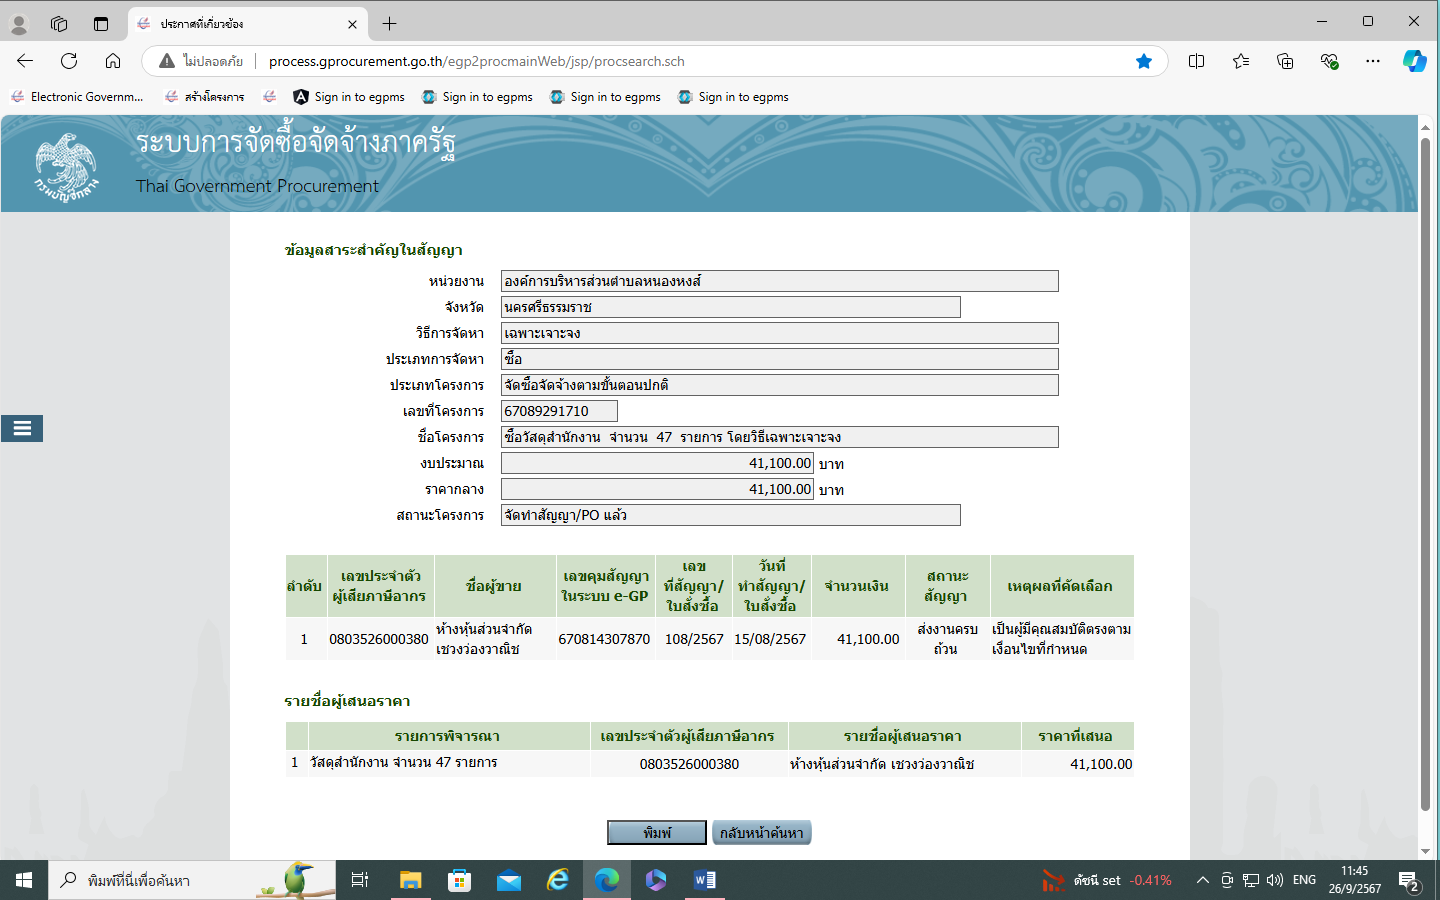 ประกาศที่เกี่ยวข้อง
ไม่ปลอดภัย
process.gprocurement.go.th/egp2procmainWeb/jsp/procsearch.sch
Electronic Governm...
สร้างโครงการ
Sign in to egpms
Sign in to egpms
Sign in to egpms
Sign in to egpms
กรมบัญชีกลาง
ระบบการจัดซื้อจัดจ้างภาครัฐ
Thai Government Procurement
ข้อมูลสาระสำคัญในสัญญา
หน่วยงาน องค์การบริหารส่วนตำบลหนองหงส์
จังหวัด นครศรีธรรมราช
วิธีการจัดหา เฉพาะเจาะจง
ประเภทการจัดหา ซื้อ
ประเภทโครงการ จัดซื้อจัดจ้างตามขั้นตอนปกติ
เลขที่โครงการ 67089291710
ชื่อโครงการ ซื้อวัสดุสำนักงาน จำนวน 47 รายการ โดยวิธีเฉพาะเจาะจง
งบประมาณ 41,100.00 บาท
ราคากลาง 41,100.00 บาท
สถานะโครงการ จัดทำสัญญา/PO แล้ว
ลำดับ
เลขประจำตัว
ผู้เสียภาษีอากร
ชื่อผู้ขาย
เลขคุมสัญญา
ในระบบ e-GP
เลข
ที่สัญญา/
ใบสั่งซื้อ
วันที่
ทำสัญญา/
ใบสั่งซื้อ
จำนวนเงิน
สถานะ
สัญญา
เหตุผลที่คัดเลือก
1
0803526000380
ห้างหุ้นส่วนจำกัด
เชวงว่องวาณิช
670814307870
108/2567
15/08/2567
41,100.00
ส่งงานครบ
ถ้วน
เป็นผู้มีคุณสมบัติตรงตาม
เงื่อนไขที่กำหนด
รายชื่อผู้เสนอราคา
รายการพิจารณา เลขประจำตัวผู้เสียภาษีอากร รายชื่อผู้เสนอราคา ราคาที่เสนอ
1 วัสดุสำนักงาน จำนวน 47 รายการ 0803526000380 ห้างหุ้นส่วนจำกัด เชวงว่องวาณิช 41,100.00
พิมพ์
กลับหน้าค้นหา
พิมพ์ที่นี่เพื่อค้นหา
ดัชนี set -0.41%
ENG
11:45
26/9/2567
2